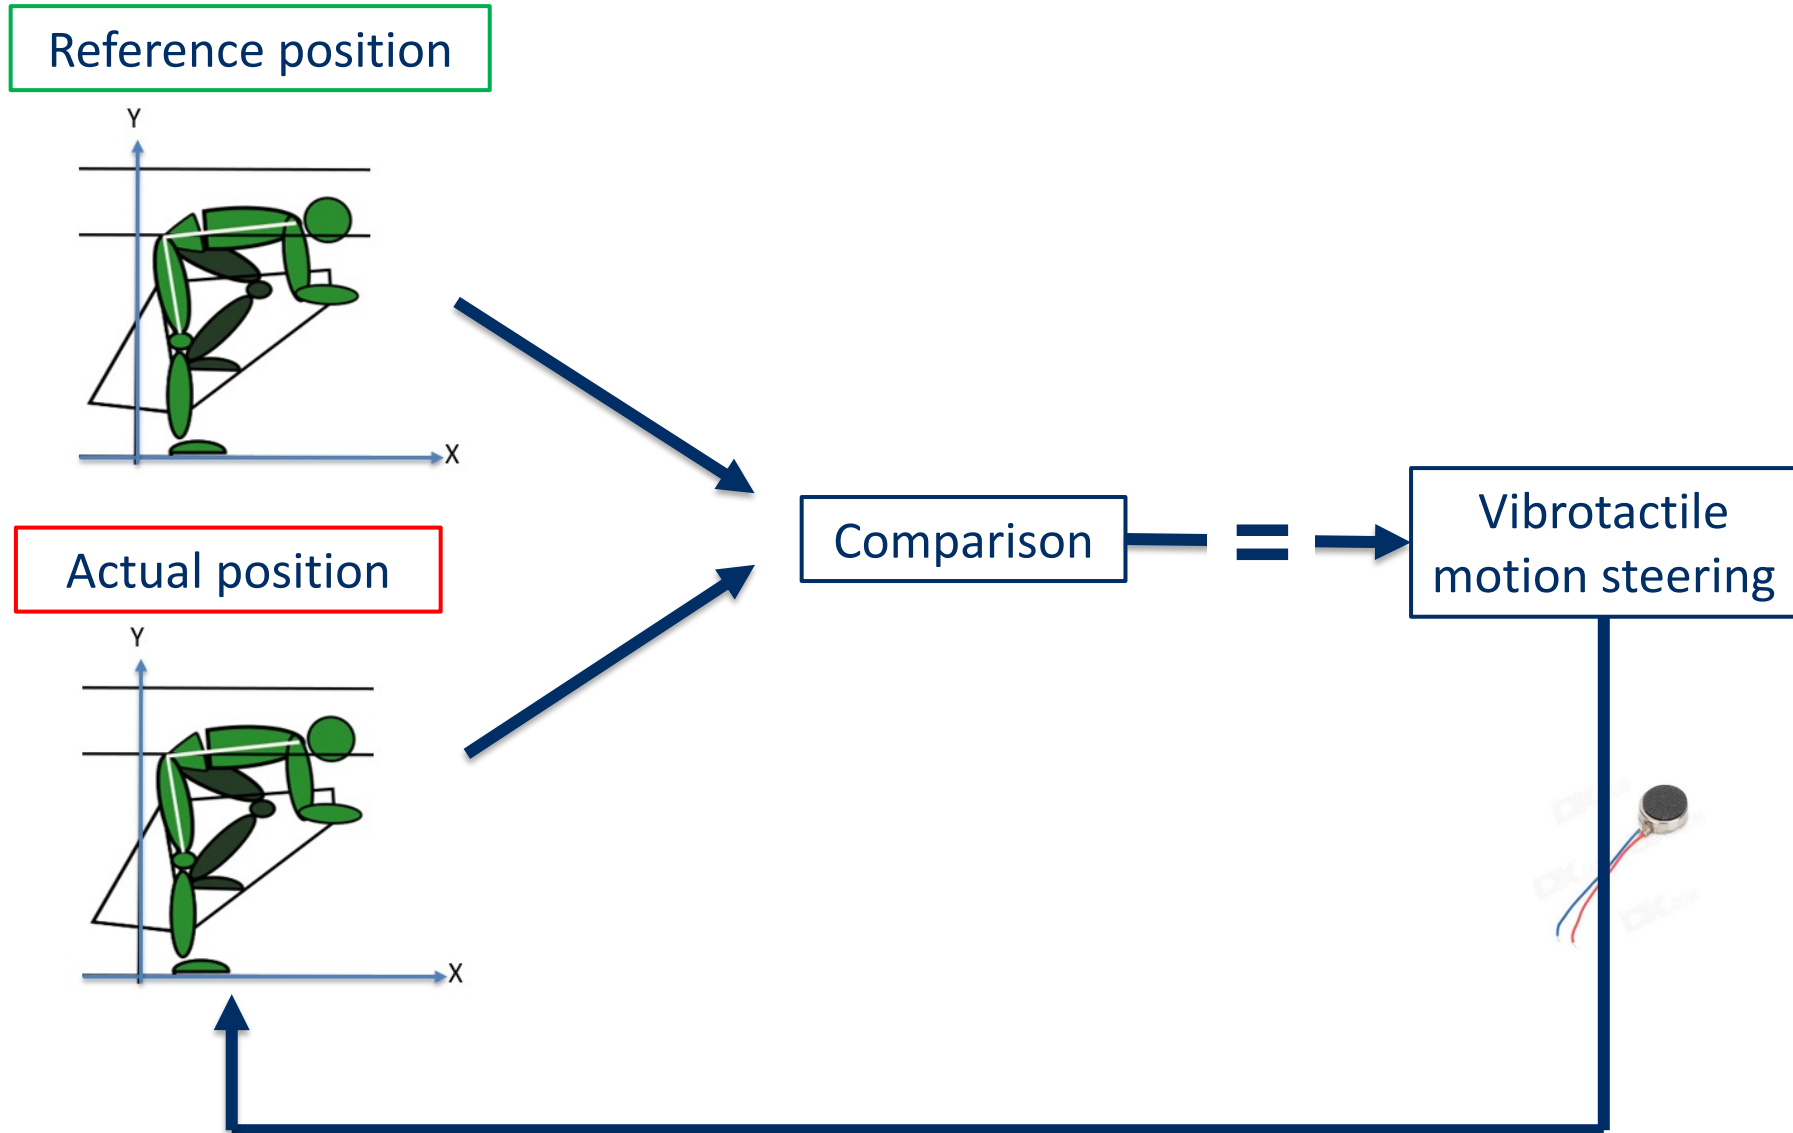 Reference position
Y
X
Actual position
Y
X
Comparison
=
Vibrotactile
motion steering